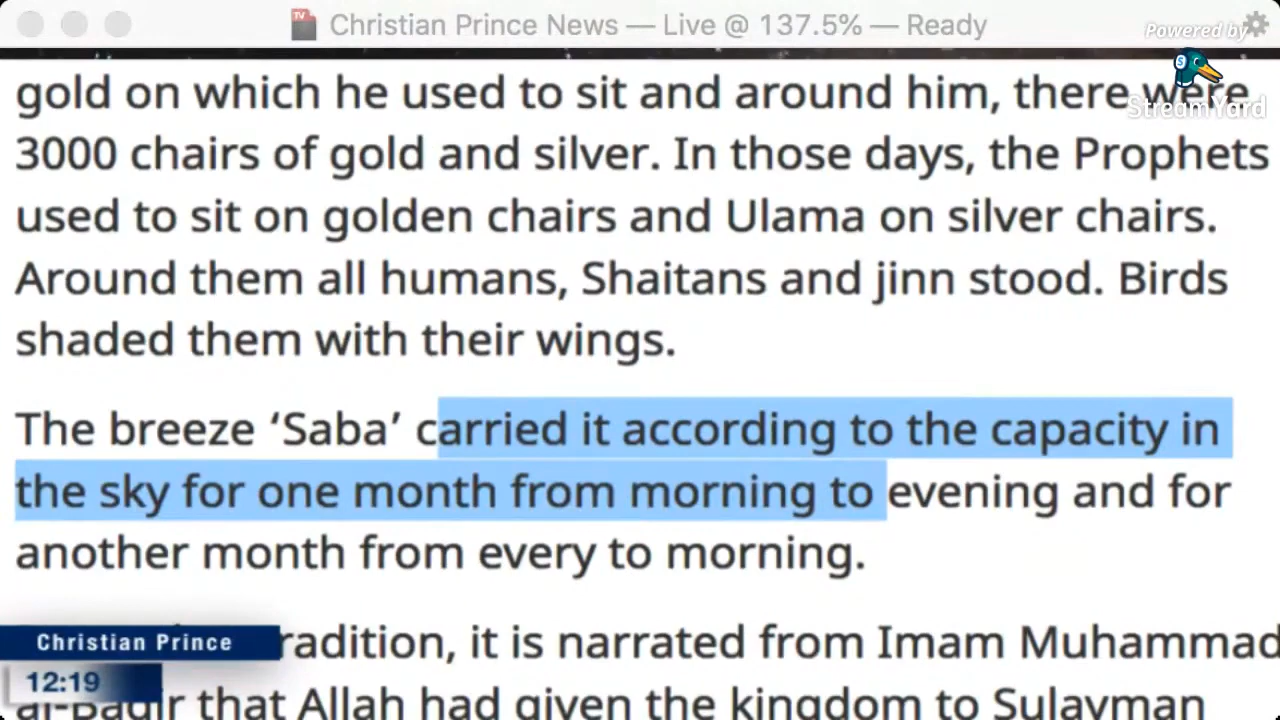 Christian Prince News — Live @ 137.5% — Ready
Powered by
StreamYard
gold on which he used to sit and around him, there were
3000 chairs of gold and silver. In those days, the Prophets
used to sit on golden chairs and Ulama on silver chairs.
Around them all humans, Shaitans and jinn stood. Birds
shaded them with their wings.
The breeze ‘Saba’ carried it according to the capacity in
the sky for one month from morning to evening and for
another month from every to morning.
radition, it is narrated from Imam Muhammad
al-Baqir that Allah had given the kingdom to Sulayman
Christian Prince
12:19